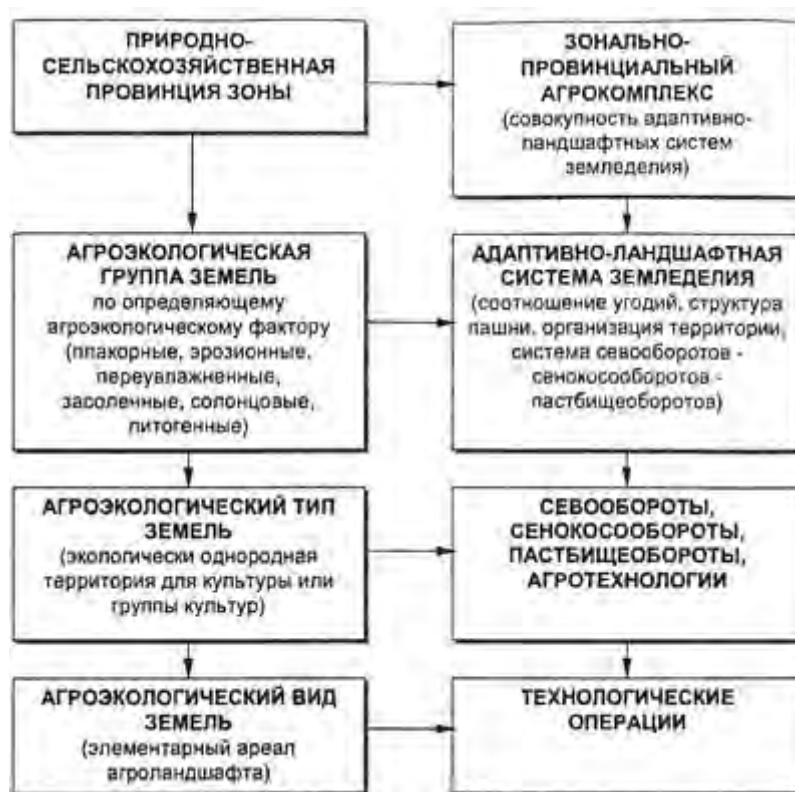 ПРИРОДНО-
СЕЛЬСКОХОЗЯЙСТВЕННАЯ
ПРОВИНЦИЯ ЗОНЫ
ЗОНАЛЬНО-
ПРОВИНЦИАЛЬНЫЙ
АГРОКОМПЛЕКС
(совокупность адаптивно-
ландшафтных систем
земледелия)
АГРОЭКОЛОГИЧЕСКАЯ
ГРУППА ЗЕМЕЛЬ
по определяющему
агроэкологическому фактору
(плакорные, эрозионные,
переувлажненные,
засоленные, солонцовые,
литогенные)
АДАПТИВНО-ЛАНДШАФТНАЯ
СИСТЕМА ЗЕМЛЕДЕЛИЯ
(соотношение угодий, структура
пашни, организация территории,
система севооборотов -
сенокосооборотов -
пастбищеоборотов)
АГРОЭКОЛОГИЧЕСКИЙ ТИП
ЗЕМЕЛЬ
(экологически однородная
территория для культуры или
группы культур)
СЕВООБОРОТЫ,
СЕНОКОСООБОРОТЫ,
ПАСТБИЩЕОБОРОТЫ,
АГРОТЕХНОЛОГИИ
АГРОЭКОЛОГИЧЕСКИЙ ВИД
ЗЕМЕЛЬ
(элементарный ареал
агроландшафта)
ТЕХНОЛОГИЧЕСКИЕ
ОПЕРАЦИИ